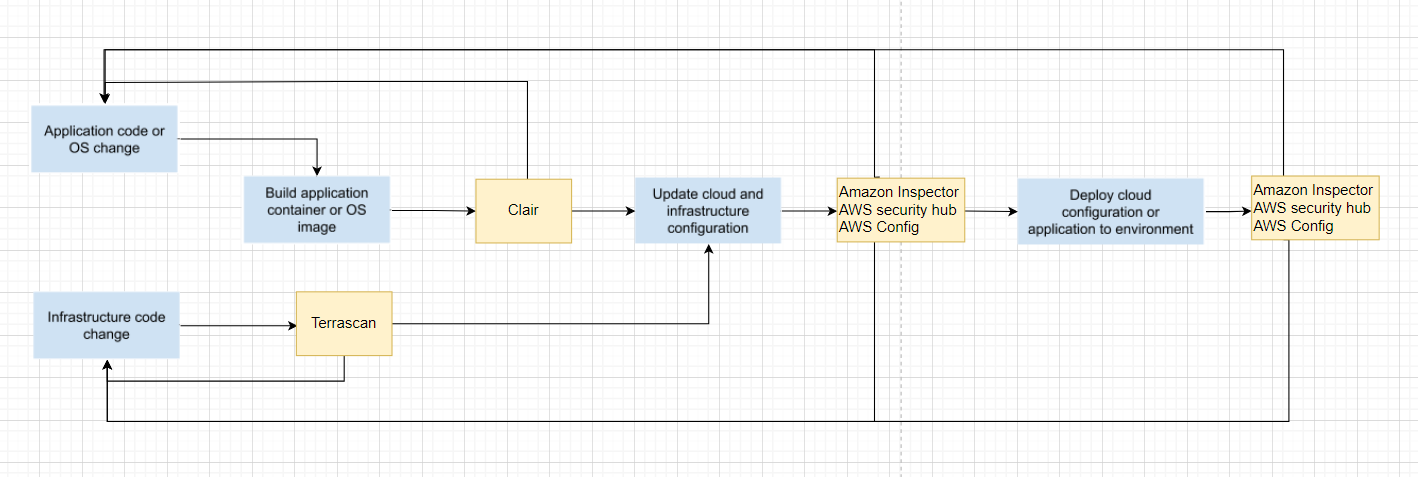 Application code or
OS change
Build application
container or OS
image
Clair
Update cloud and
infrastructure
configuration
Amazon Inspector
AWS security hub
AWS Config
Deploy cloud
configuration or
application to environment
Amazon Inspector
AWS security hub
AWS Config
Infrastructure code
change
Terrascan